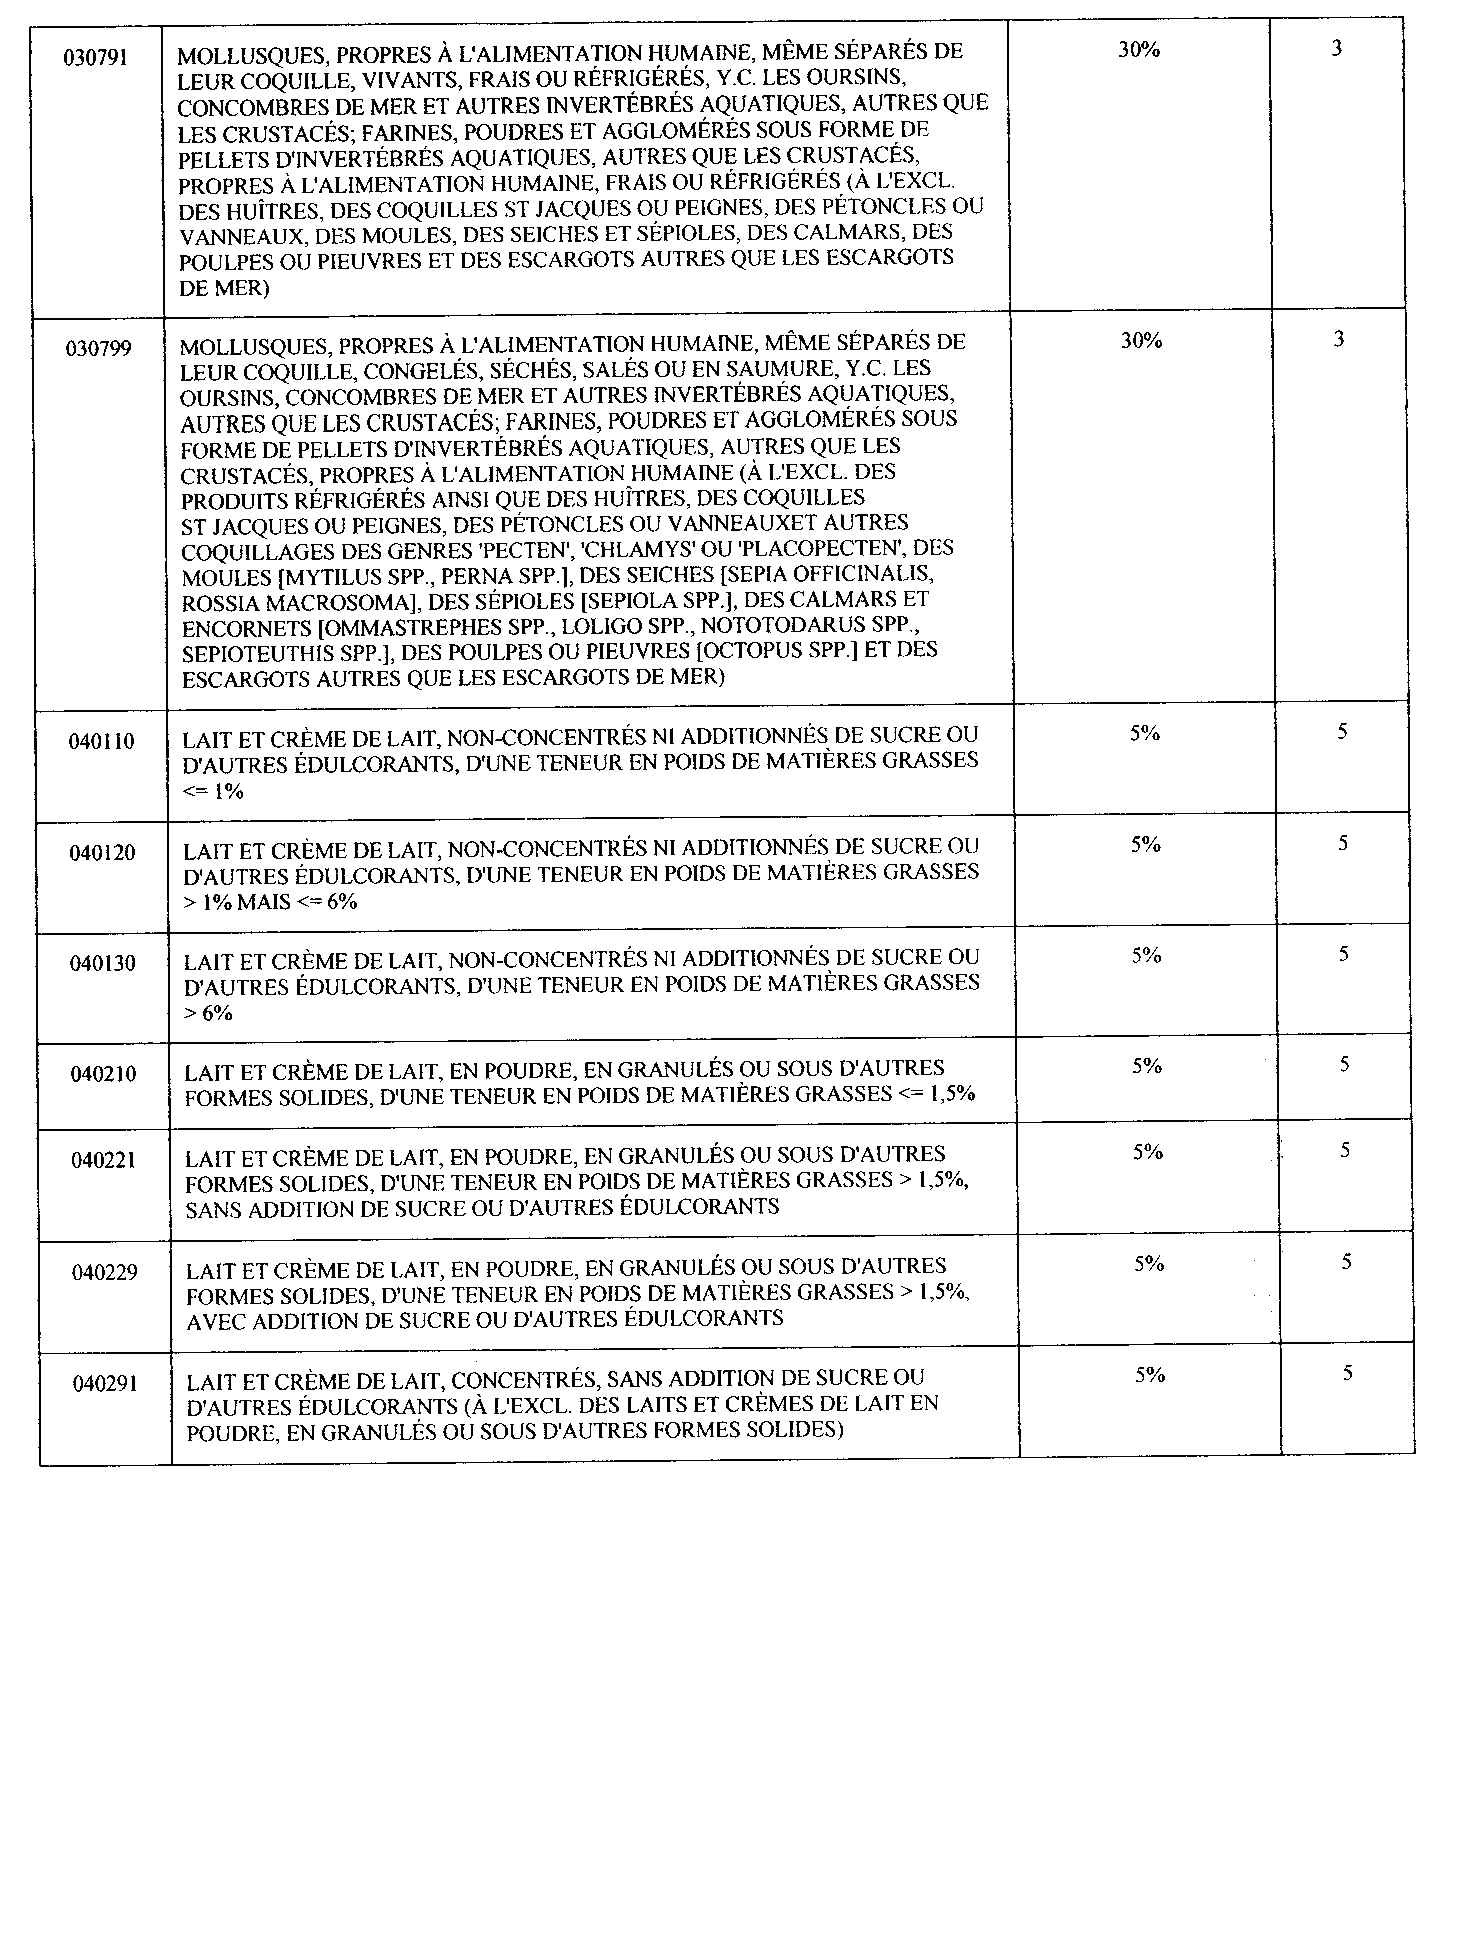 030791 MOLLUSQUES, PROPRES À L'ALIMENTATION HUMAINE, MÊME SÉPARÉS DE 30% 3
LEUR COQUILLE, VIVANTS, FRAIS OU RÉFRIGÉRÉS, Y.C. LES OURSINS,
CONCOMBRES DE MER ET AUTRES INVERTÉBRÉS AQUATIQUES, AUTRES QUE
LES CRUSTACÉS; FARINES, POUDRES ET AGGLOMÉRÉS SOUS FORME DE
PELLETS D'INVERTÉBRÉS AQUATIQUES, AUTRES QUE LES CRUSTACÉS,
PROPRES À L'ALIMENTATION HUMAINE, FRAIS OU RÉFRIGÉRÉS (À L'EXCL.
DES HUÎTRES, DES COQUILLES ST JACQUES OU PEIGNES, DES PÉTONCLES OU
VANNEAUX, DES MOULES, DES SEICHES ET SÉPIOLES, DES CALMARS, DES
POULPES OU PIEUVRES ET DES ESCARGOTS AUTRES QUE LES ESCARGOTS
DE MER)
030799 MOLLUSQUES, PROPRES À L'ALIMENTATION HUMAINE, MÊME SÉPARÉS DE 30% 3
LEUR COQUILLE, CONGELÉS, SÉCHÉS, SALÉS OU EN SAUMURE, Y.C. LES
OURSINS, CONCOMBRES DE MER ET AUTRES INVERTÉBRÉS AQUATIQUES,
AUTRES QUE LES CRUSTACÉS; FARINES, POUDRES ET AGGLOMÉRÉS SOUS
FORME DE PELLETS D'INVERTÉBRÉS AQUATIQUES, AUTRES QUE LES
CRUSTACÉS, PROPRES À L'ALIMENTATION HUMAINE (À L'EXCL. DES
PRODUITS RÉFRIGÉRÉS AINSI QUE DES HUÎTRES, DES COQUILLES
ST JACQUES OU PEIGNES, DES PÉTONCLES OU VANNEAUXET AUTRES
COQUILLAGES DES GENRES 'PECTEN', 'CHLAMYS' OU 'PLACOPECTEN', DES
MOULES [MYTILUS SPP., PERNA SPP.], DES SEICHES [SEPIA OFFICINALIS,
ROSSIA MACROSOMA], DES SÉPIOLES [SEPIOLA SPP.], DES CALMARS ET
ENCORNETS [OMMASTREPHES SPP., LOLIGO SPP., NOTOTODARUS SPP.,
SEPIOTEUTHIS SPP.], DES POULPES OU PIEUVRES [OCTOPUS SPP.] ET DES
ESCARGOTS AUTRES QUE LES ESCARGOTS DE MER)
040110 LAIT ET CRÈME DE LAIT, NON-CONCENTRÉS NI ADDITIONNÉS DE SUCRE OU 5% 5
D'AUTRES ÉDULCORANTS, D'UNE TENEUR EN POIDS DE MATIÈRES GRASSES
<= 1%
040120 LAIT ET CRÈME DE LAIT, NON-CONCENTRÉS NI ADDITIONNÉS DE SUCRE OU 5% 5
D'AUTRES ÉDULCORANTS, D'UNE TENEUR EN POIDS DE MATIÈRES GRASSES
> 1% MAIS <= 6%
040130 LAIT ET CRÈME DE LAIT, NON-CONCENTRÉS NI ADDITIONNÉS DE SUCRE OU 5% 5
D'AUTRES ÉDULCORANTS, D'UNE TENEUR EN POIDS DE MATIÈRES GRASSES
> 6%
040210 LAIT ET CRÈME DE LAIT, EN POUDRE, EN GRANULÉS OU SOUS D'AUTRES 5% 5
FORMES SOLIDES, D'UNE TENEUR EN POIDS DE MATIÈRES GRASSES <= 1,5%
040221 LAIT ET CRÈME DE LAIT, EN POUDRE, EN GRANULÉS OU SOUS D'AUTRES 5% 5
FORMES SOLIDES, D'UNE TENEUR EN POIDS DE MATIÈRES GRASSES > 1,5%,
SANS ADDITION DE SUCRE OU D'AUTRES ÉDULCORANTS
040229 LAIT ET CRÈME DE LAIT, EN POUDRE, EN GRANULÉS OU SOUS D'AUTRES 5% 5
FORMES SOLIDES, D'UNE TENEUR EN POIDS DE MATIÈRES GRASSES > 1,5%,
AVEC ADDITION DE SUCRE OU D'AUTRES ÉDULCORANTS
040291 LAIT ET CRÈME DE LAIT, CONCENTRÉS, SANS ADDITION DE SUCRE OU 5% 5
D'AUTRES ÉDULCORANTS (À L'EXCL. DES LAITS ET CRÈMES DE LAIT EN
POUDRE, EN GRANULÉS OU SOUS D'AUTRES FORMES SOLIDES)